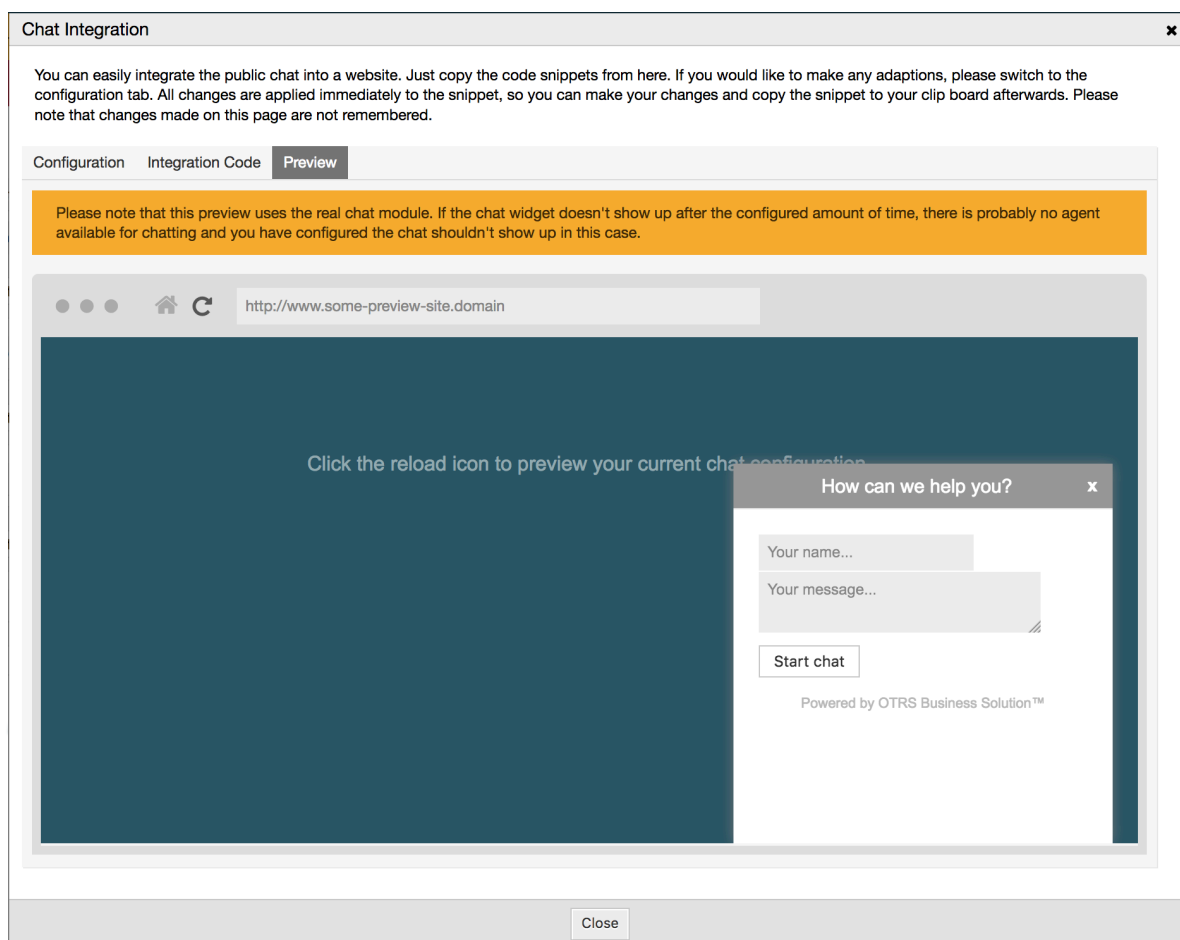 Chat Integration
You can easily integrate the public chat into a website. Just copy the code snippets from here. If you would like to make any adaptions, please switch to the
configuration tab. All changes are applied immediately to the snippet, so you can make your changes and copy the snippet to your clip board afterwards. Please
note that changes made on this page are not remembered.
Configuration Integration Code Preview
Please note that this preview uses the real chat module. If the chat widget doesn't show up after the configured amount of time, there is probably no agent
available for chatting and you have configured the chat shouldn't show up in this case.
http://www.some-preview-site.domain
Click the reload icon to preview your current chat configuration
How can we help you? x
Your name...
Your message...
Start chat
Powered by OTRS Business Solution™
Close